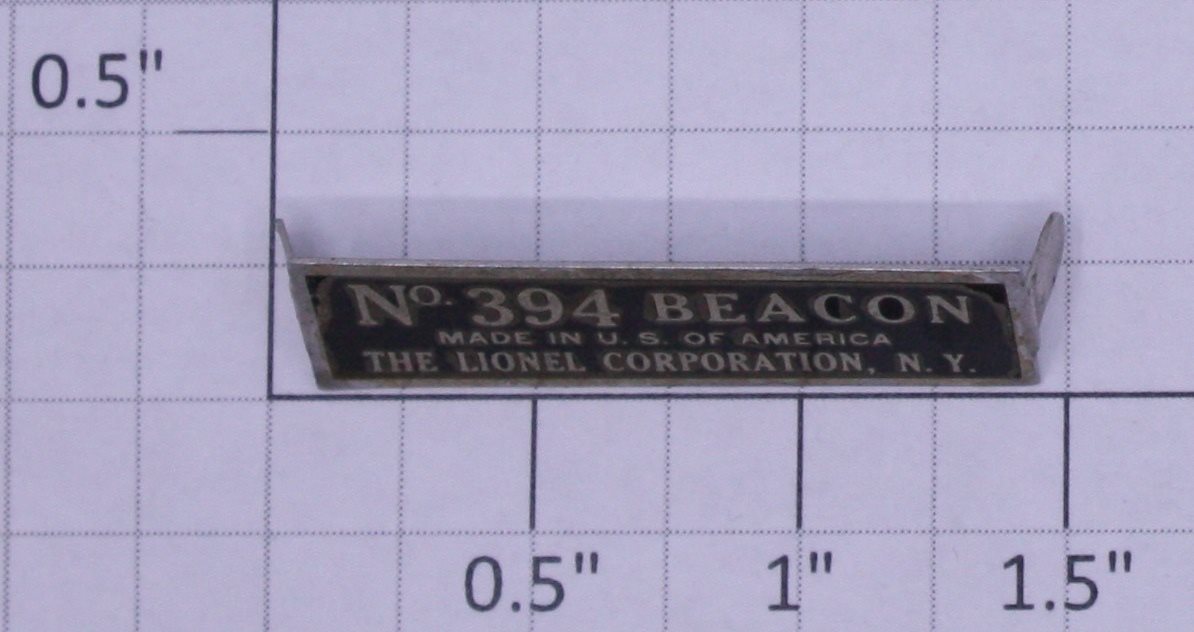 0.5"
No. 394 BEACON
MADE IN U. S. OF AMERICA
THE LIONEL CORPORATION, N. Y.
0.5" 1" 1.5"